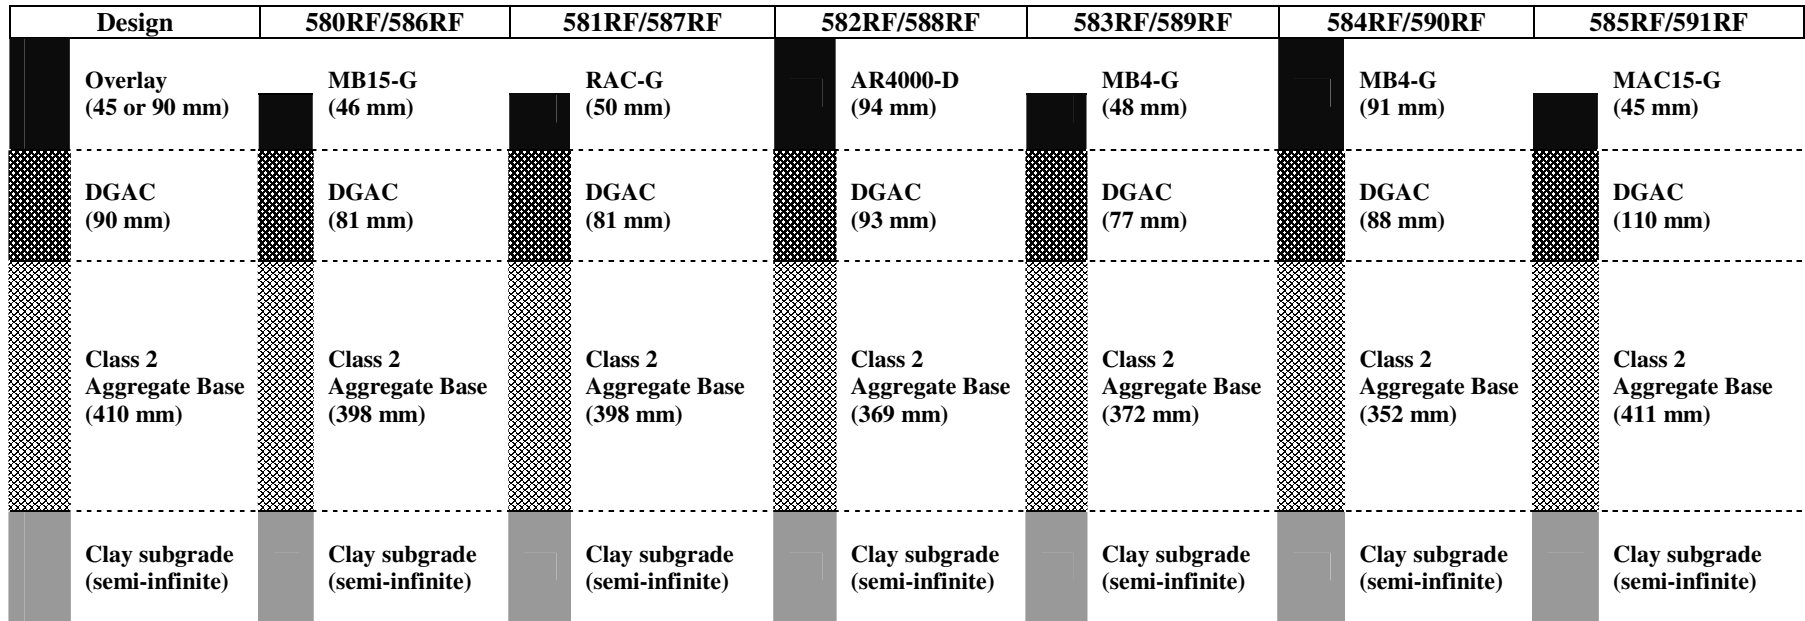 Design 580RF/586RF 581RF/587RF 582RF/588RF 583RF/589RF 584RF/590RF 585RF/591RF
Overlay MB15-G RAC-G AR4000-D MB4-G MB4-G MAC15-G
(45 or 90 mm) (46 mm) (50 mm) (94 mm) (48 mm) (91 mm) (45 mm)
DGAC DGAC DGAC DGAC DGAC DGAC DGAC
(90 mm) (81 mm) (81 mm) (93 mm) (77 mm) (88 mm) (110 mm)
Class 2 Class 2 Class 2 Class 2 Class 2 Class 2 Class 2
Aggregate Base Aggregate Base Aggregate Base Aggregate Base Aggregate Base Aggregate Base Aggregate Base
(410 mm) (398 mm) (398 mm) (369 mm) (372 mm) (352 mm) (411 mm)
Clay subgrade Clay subgrade Clay subgrade Clay subgrade Clay subgrade Clay subgrade Clay subgrade
(semi-infinite) (semi-infinite) (semi-infinite) (semi-infinite) (semi-infinite) (semi-infinite) (semi-infinite)